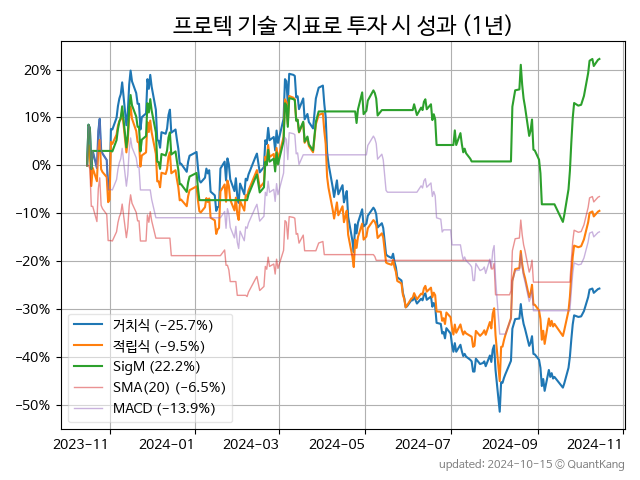 프로텍 기술 지표로 투자 시 성과 (1년)
20%
10%
0%
−10%
−20%
−30%
−40%
−50%
거치식 (−25.7%)
적립식 (−9.5%)
SigM (22.2%)
SMA(20) (−6.5%)
MACD (−13.9%)
2023−11 2024−01 2024−03 2024−05 2024−07 2024−09 2024−11
updated: 2024-10-15 © QuantKang